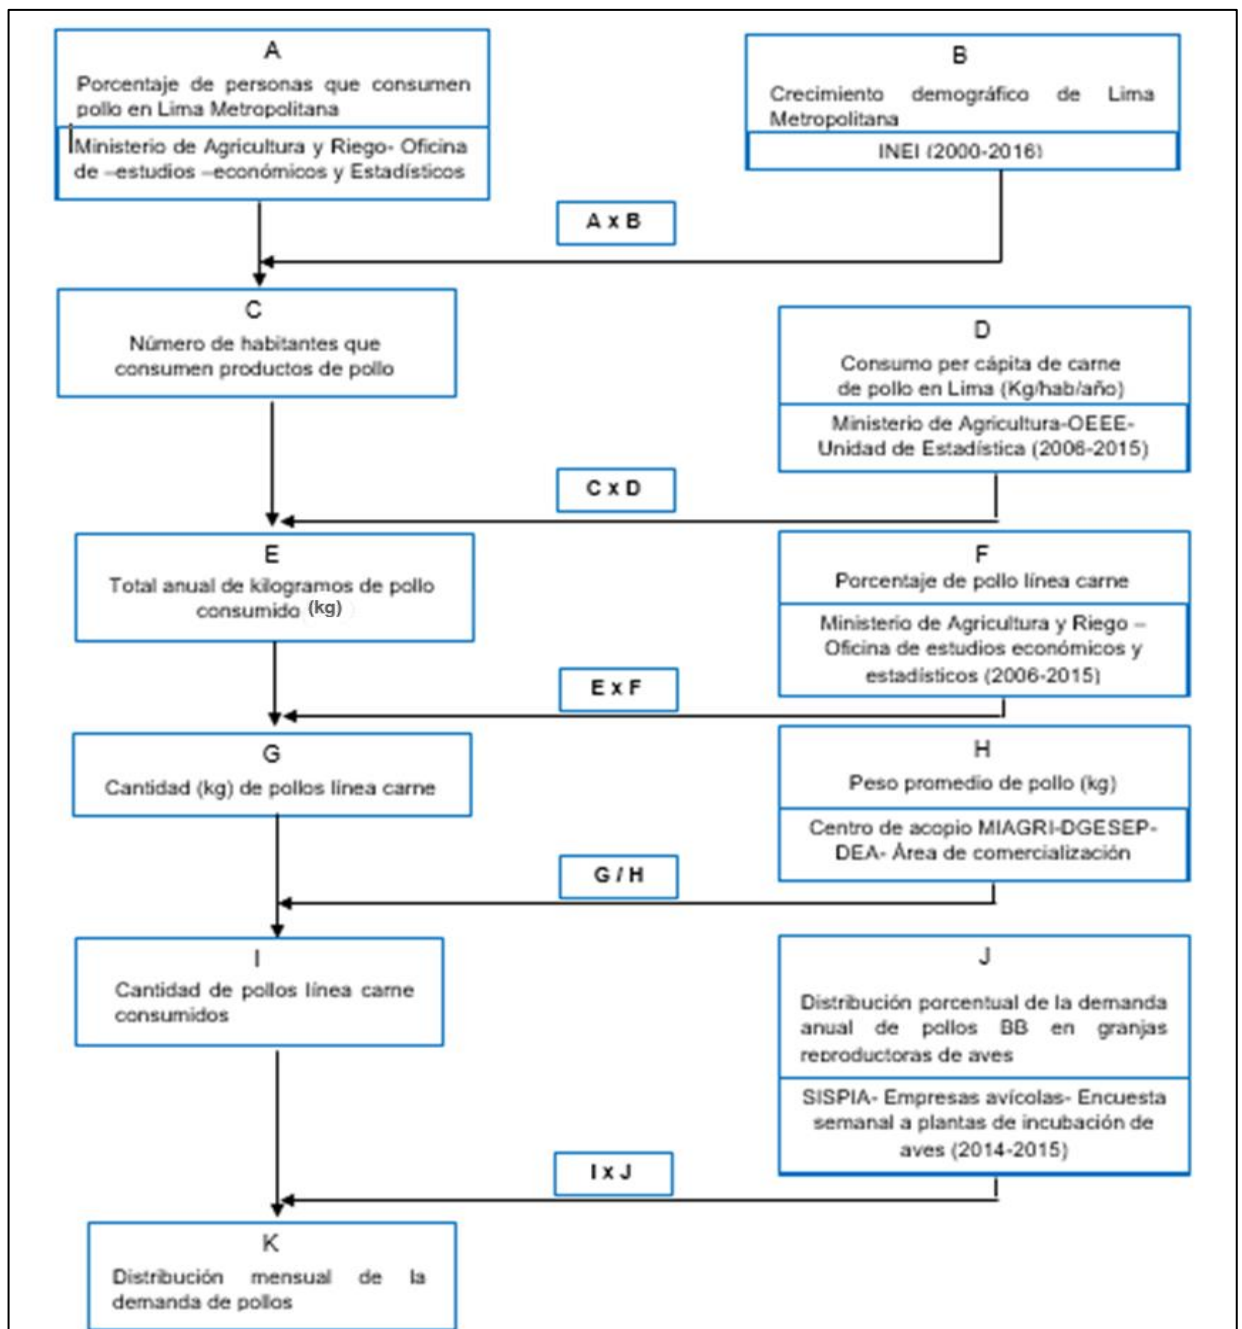 A
Porcentaje de personas que consumen
pollo en Lima Metropolitana
Ministerio de Agricultura y Riego- Oficina
de –estudios –económicos y Estadísticos
B
Crecimiento demográfico de Lima
Metropolitana
INEI (2000-2016)
A x B
C
Número de habitantes que
consumen productos de pollo
D
Consumo per cápita de carne
de pollo en Lima (Kg/hab/año)
Ministerio de Agricultura-OEEE-
Unidad de Estadística (2006-2015)
C x D
E
Total anual de kilogramos de pollo
consumido (kg)
F
Porcentaje de pollo línea carne
Ministerio de Agricultura y Riego –
Oficina de estudios económicos y
estadísticos (2006-2015)
E x F
G
Cantidad (kg) de pollos línea carne
H
Peso promedio de pollo (kg)
Centro de acopio MIAGRI-DGESEP-
DEA- Área de comercialización
G / H
I
Cantidad de pollos línea carne
consumidos
J
Distribución porcentual de la demanda
anual de pollos BB en granjas
reproductoras de aves
SISPIA- Empresas avícolas- Encuesta
semanal a plantas de incubación de
aves (2014-2015)
I x J
K
Distribución mensual de la
demanda de pollos